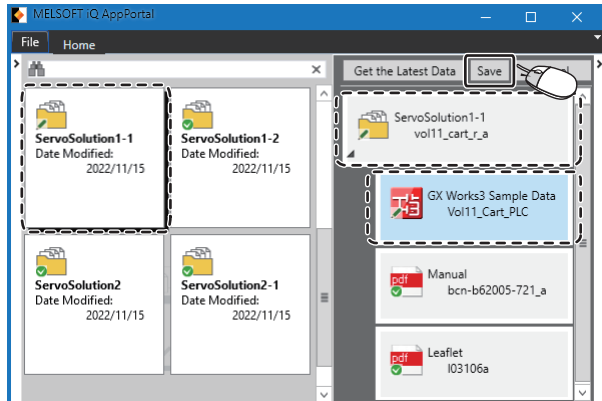 MELSOFT iQ AppPortal
File Home
Get the Latest Data Save
ServoSolution1-1
Date Modified:
2022/11/15
ServoSolution1-2
Date Modified:
2022/11/15
ServoSolution2
Date Modified:
2022/11/15
ServoSolution2-1
Date Modified:
2022/11/15
ServoSolution1-1
vol11_cart_r_a
GX Works3 Sample Data
Vol11_Cart_PLC
pdf
Manual
bcn-b62005-721_a
pdf
Leaflet
l03106a